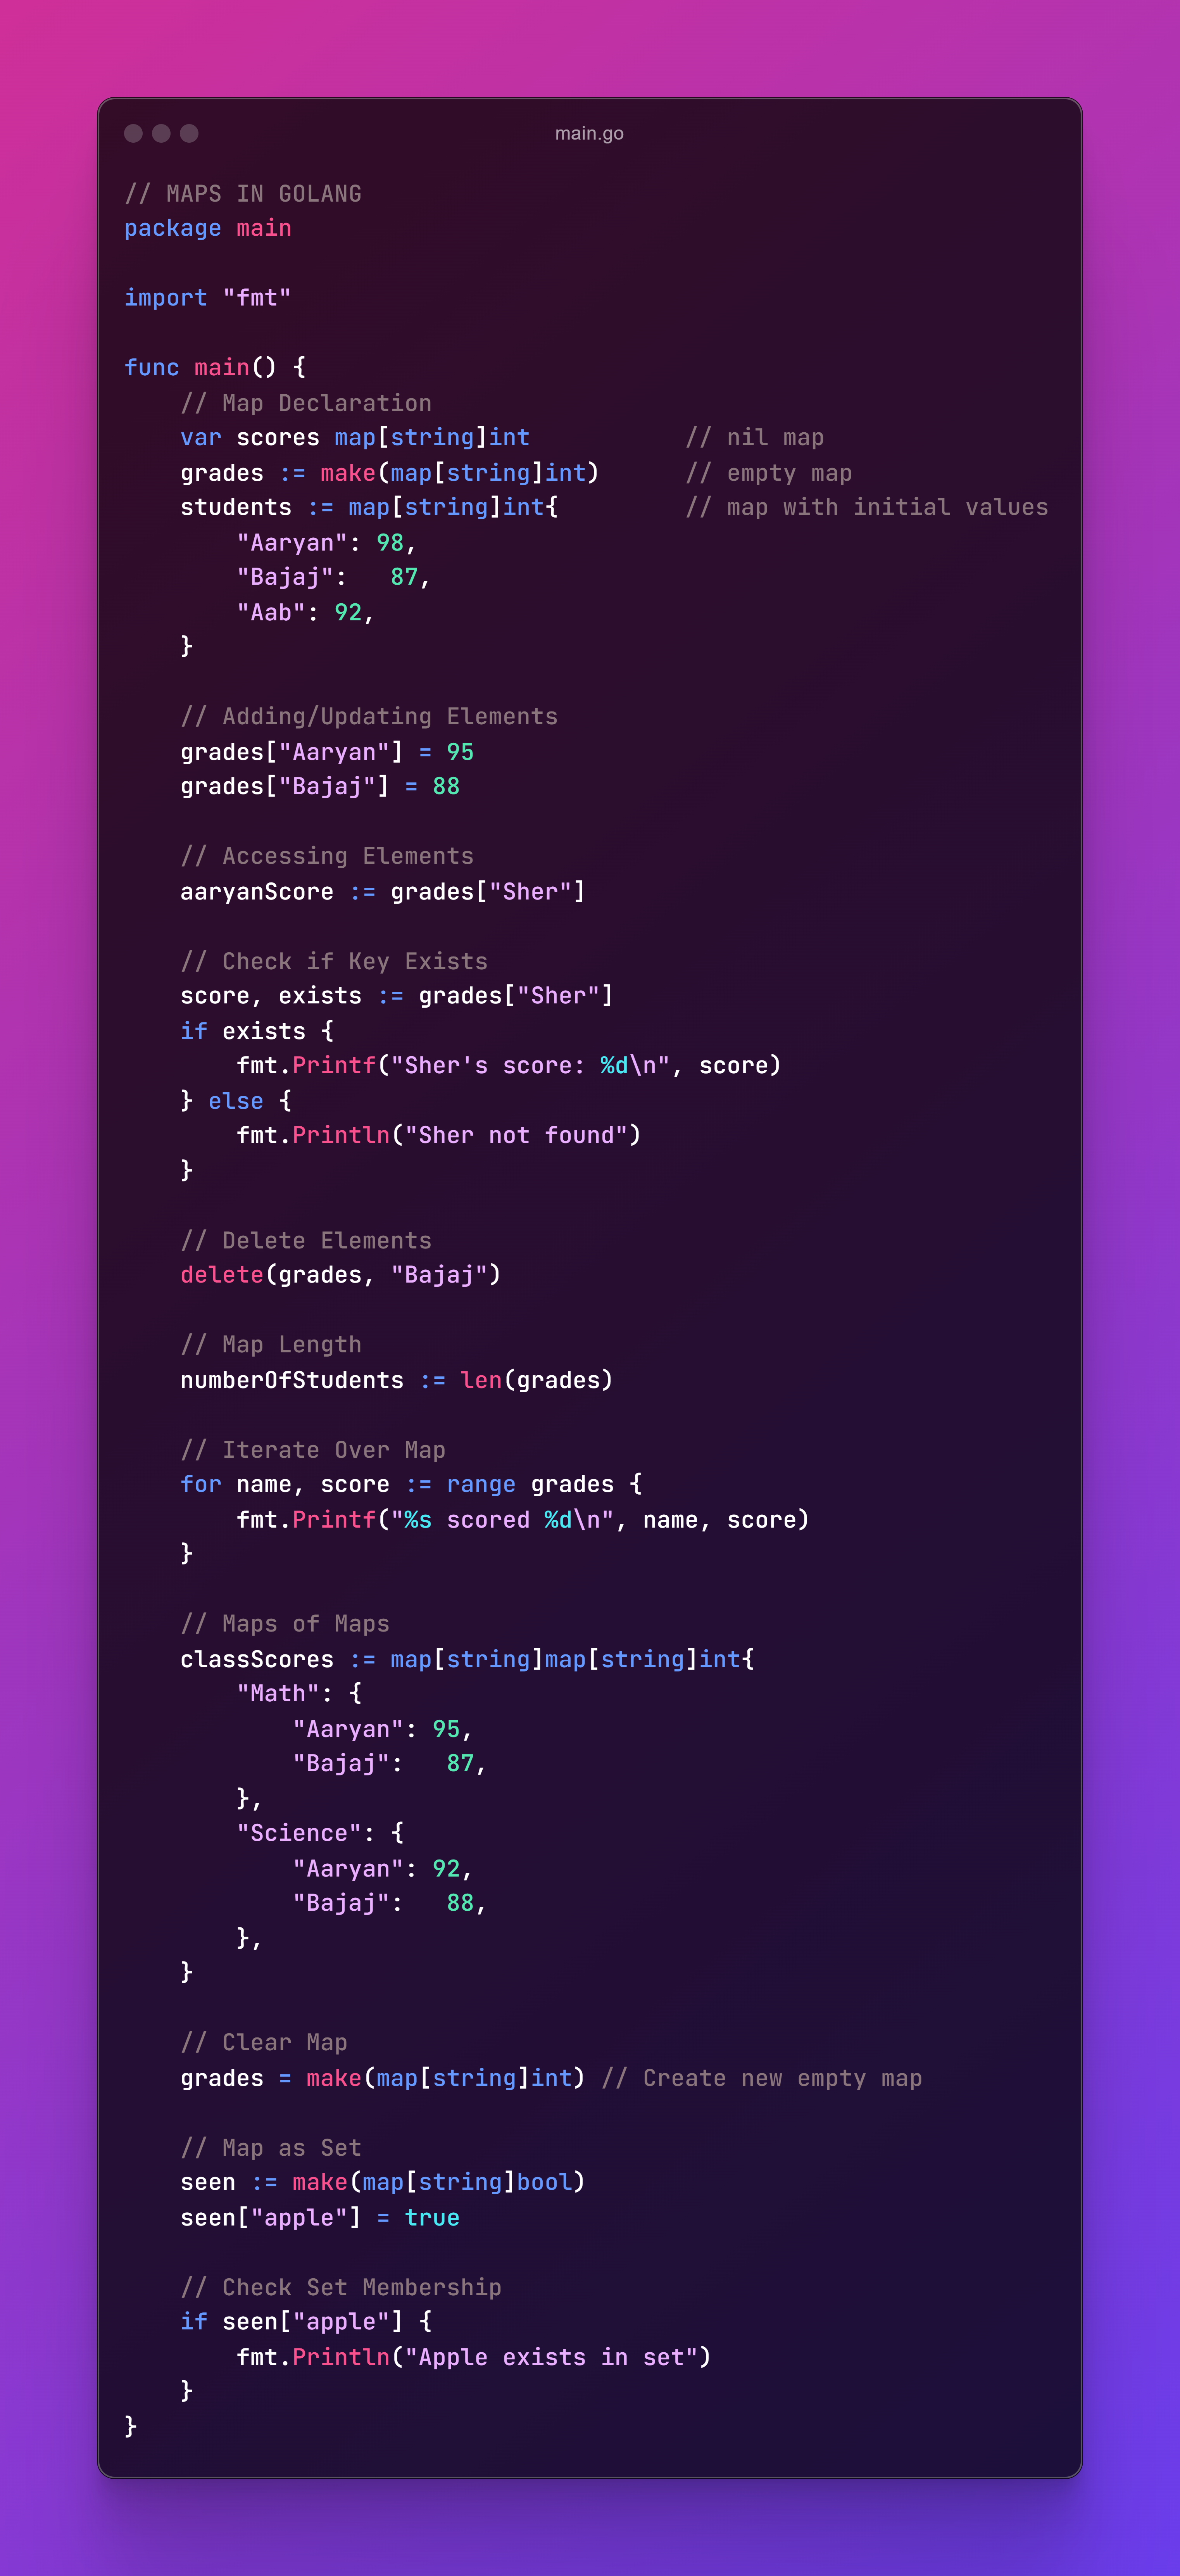 main.go
// MAPS IN GOLANG
package main

import "fmt"

func main() {
    // Map Declaration
    var scores map[string]int           // nil map
    grades := make(map[string]int)      // empty map
    students := map[string]int{         // map with initial values
        "Aaryan": 98,
        "Bajaj":   87,
        "Aab": 92,
    }

    // Adding/Updating Elements
    grades["Aaryan"] = 95
    grades["Bajaj"] = 88

    // Accessing Elements
    aaryanScore := grades["Sher"]

    // Check if Key Exists
    score, exists := grades["Sher"]
    if exists {
        fmt.Printf("Sher's score: %d\n", score)
    } else {
        fmt.Println("Sher not found")
    }

    // Delete Elements
    delete(grades, "Bajaj")

    // Map Length
    numberOfStudents := len(grades)

    // Iterate Over Map
    for name, score := range grades {
        fmt.Printf("%s scored %d\n", name, score)
    }

    // Maps of Maps
    classScores := map[string]map[string]int{
        "Math": {
            "Aaryan": 95,
            "Bajaj":   87,
        },
        "Science": {
            "Aaryan": 92,
            "Bajaj":   88,
        },
    }

    // Clear Map
    grades = make(map[string]int) // Create new empty map

    // Map as Set
    seen := make(map[string]bool)
    seen["apple"] = true

    // Check Set Membership
    if seen["apple"] {
        fmt.Println("Apple exists in set")
    }
}